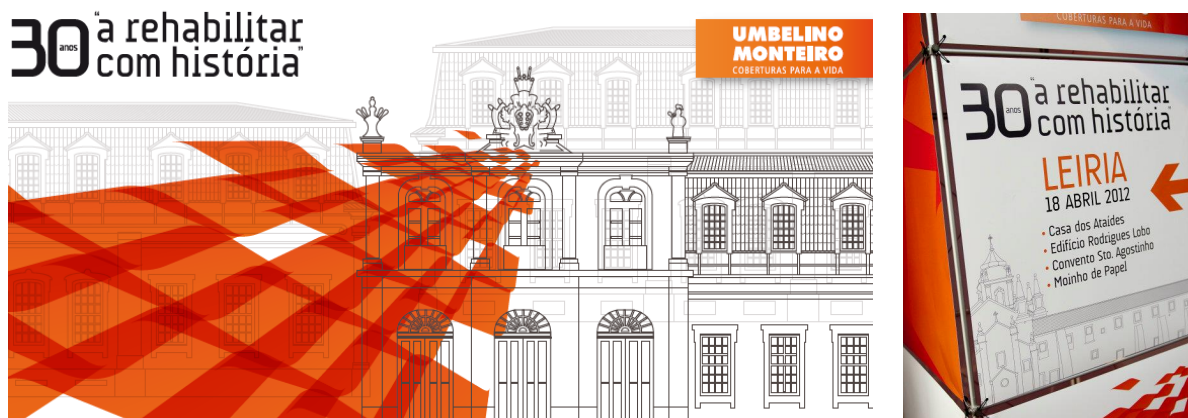 30 anos "a rehabilitar
com história"
UMBELINO
MONTEIRO
COBERTURAS PARA A VIDA
COBERTURAS PARA A VIDA
30 anos "a rehabilitar
com história"
LEIRIA
18 ABRIL 2012
• Casa dos Ataídes
• Edifício Rodrigues Lobo
• Convento Sto. Agostinho
• Moinho de Papel